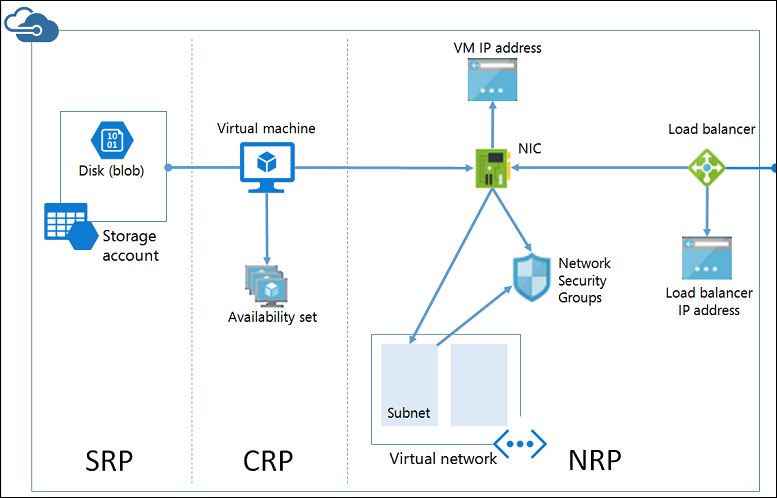 VM IP address
Virtual machine
NIC
Load balancer
10
01
Disk (blob)
Storage
account
Availability set
Network
Security
Groups
Load balancer
IP address
Subnet
Virtual network
SRP
CRP
NRP